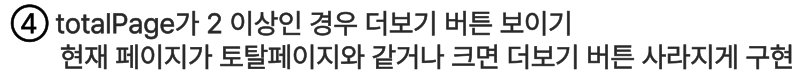 ④ totalPage가 2 이상인 경우 더보기 버튼 보이기
현재 페이지가 토탈페이지와 같거나 크면 더보기 버튼 사라지게 구현